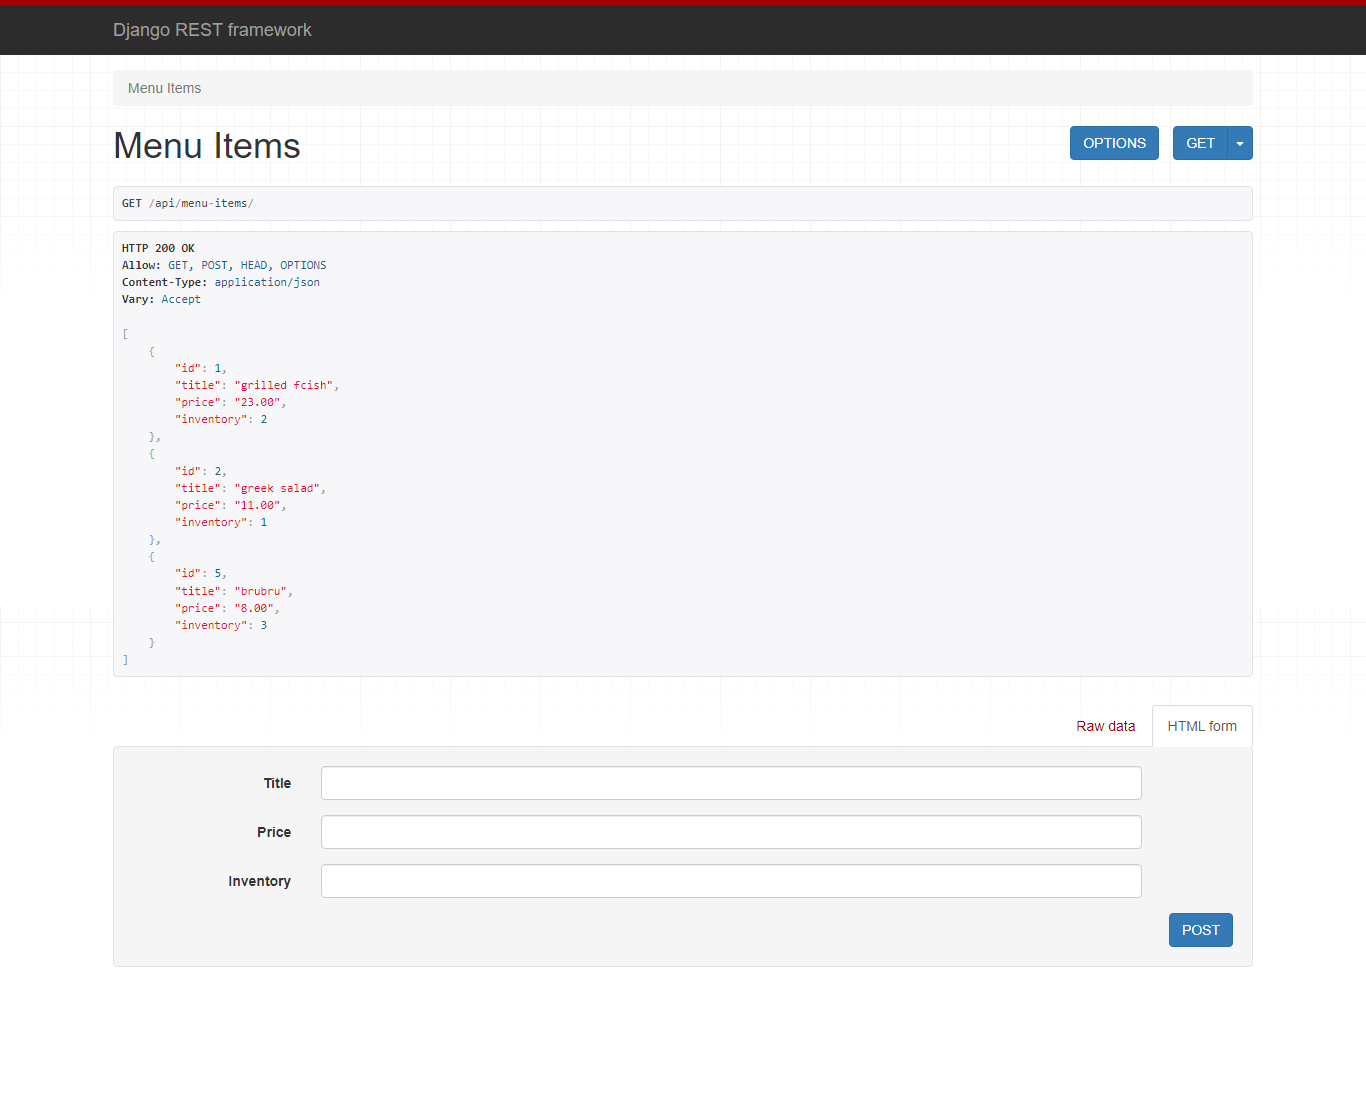 Django REST framework
Menu Items
Menu Items
OPTIONS
GET
GET /api/menu-items/
HTTP 200 OK
Allow: GET, POST, HEAD, OPTIONS
Content-Type: application/json
Vary: Accept
[
    {
        "id": 1,
        "title": "grilled fcish",
        "price": "23.00",
        "inventory": 2
    },
    {
        "id": 2,
        "title": "greek salad",
        "price": "11.00",
        "inventory": 1
    },
    {
        "id": 5,
        "title": "brubru",
        "price": "8.00",
        "inventory": 3
    }
]
Raw data
HTML form
Title
Price
Inventory
POST